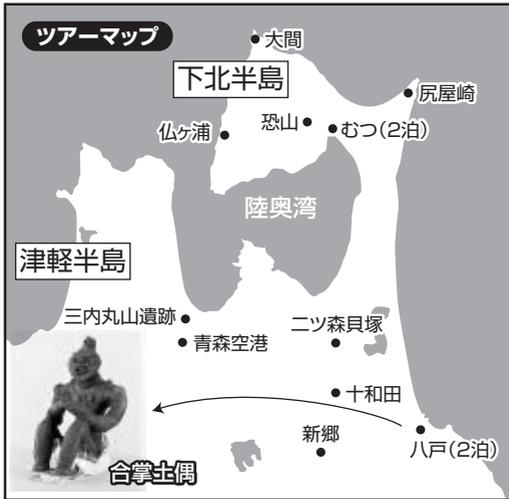 ツアーマップ
大間
下北半島
尻屋崎
恐山
仏ヶ浦
むつ(2泊)
陸奥湾
津軽半島
三内丸山遺跡
青森空港
二ツ森貝塚
十和田
新郷
八戸(2泊)
合掌土偶